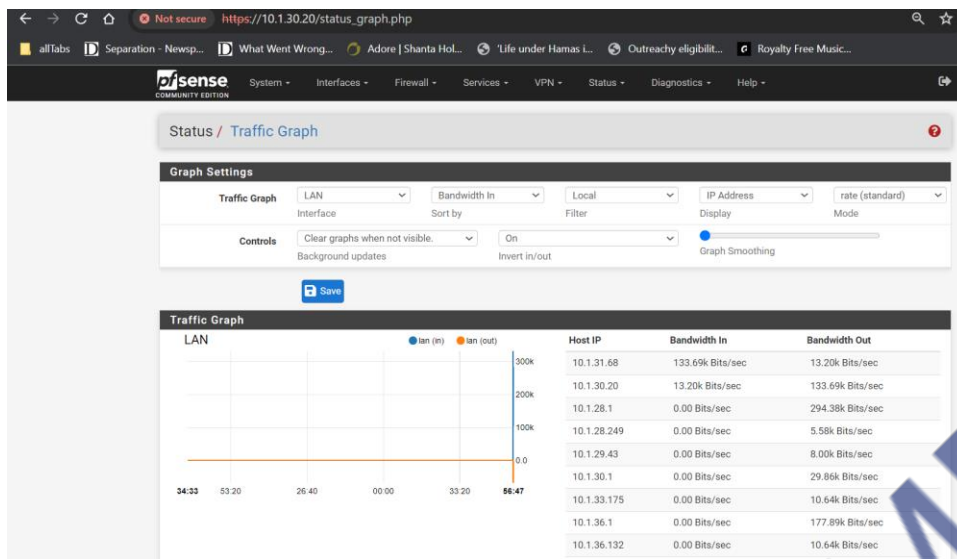 Not secure https://10.1.30.20/status_graph.php
allTabs Separation - Newsp... What Went Wrong... Adore | Shanta Hol... 'Life under Hamas i... Outreachy eligibilit... Royalty Free Music...
pfsense COMMUNITY EDITION System Interfaces Firewall Services VPN Status Diagnostics Help
Status / Traffic Graph
Graph Settings
Traffic Graph LAN Bandwidth In Local IP Address rate (standard)
Interface Sort by Filter Display Mode
Controls Clear graphs when not visible. On
Background updates Invert in/out Graph Smoothing
Save
Traffic Graph
LAN lan (in) lan (out)
300k
200k
100k
0.0
34:33 53:20 26:40 00:00 33:20 56:47
Host IP Bandwidth In Bandwidth Out
10.1.31.68 133.69k Bits/sec 13.20k Bits/sec
10.1.30.20 13.20k Bits/sec 133.69k Bits/sec
10.1.28.1 0.00 Bits/sec 294.38k Bits/sec
10.1.28.249 0.00 Bits/sec 5.58k Bits/sec
10.1.29.43 0.00 Bits/sec 8.00k Bits/sec
10.1.30.1 0.00 Bits/sec 29.86k Bits/sec
10.1.33.175 0.00 Bits/sec 10.64k Bits/sec
10.1.36.1 0.00 Bits/sec 177.89k Bits/sec
10.1.36.132 0.00 Bits/sec 10.64k Bits/sec